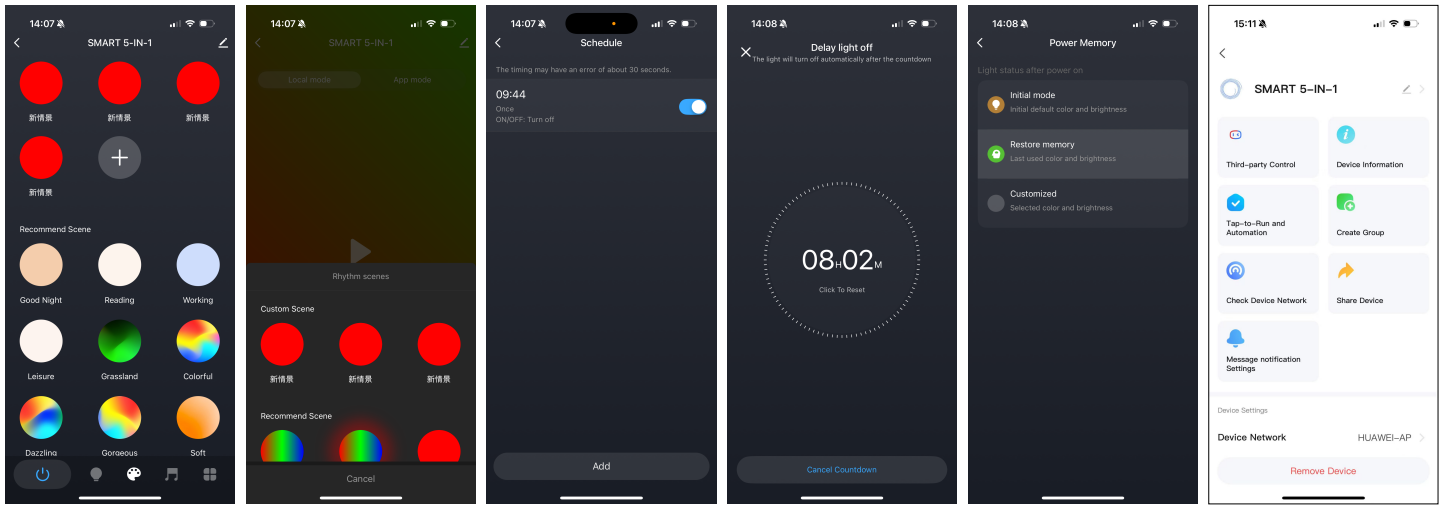 14:07
SMART 5-IN-1
新情景
新情景
新情景
新情景
Recommend Scene
Good Night
Reading
Working
Leisure
Grassland
Colorful
Dazzling
Gorgeous
Soft
14:07
SMART 5-IN-1
Local mode
App mode
Rhythm scenes
Custom Scene
新情景
新情景
新情景
Recommend Scene
Cancel
14:07
Schedule
The timing may have an error of about 30 seconds.
09:44
Once
ON/OFF: Turn off
Add
14:08
Delay light off
The light will turn off automatically after the countdown
08H02M
Click To Reset
Cancel Countdown
14:08
Power Memory
Light status after power on
Initial mode
Initial default color and brightness
Restore memory
Last used color and brightness
Customized
Selected color and brightness
15:11
SMART 5-IN-1
Third-party Control
Device Information
Tap-to-Run and
Automation
Create Group
Check Device Network
Share Device
Message notification
Settings
Device Settings
Device Network
HUAWEI-AP
Remove Device